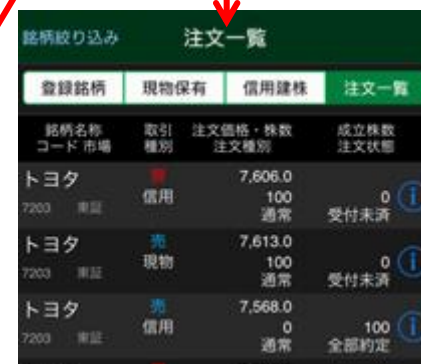 銘柄絞り込み 注文一覧
登録銘柄 現物保有 信用建株 注文一覧
銘柄名称 取引 注文価格・株数 成立株数
コード 市場 種別 注文種別 注文状態
トヨタ 買 7,606.0
信用 100 0
7203 東証 通常 受付未済
トヨタ 売 7,613.0
現物 100 0
7203 東証 通常 受付未済
トヨタ 売 7,568.0
信用 0 100
7203 東証 通常 全部約定